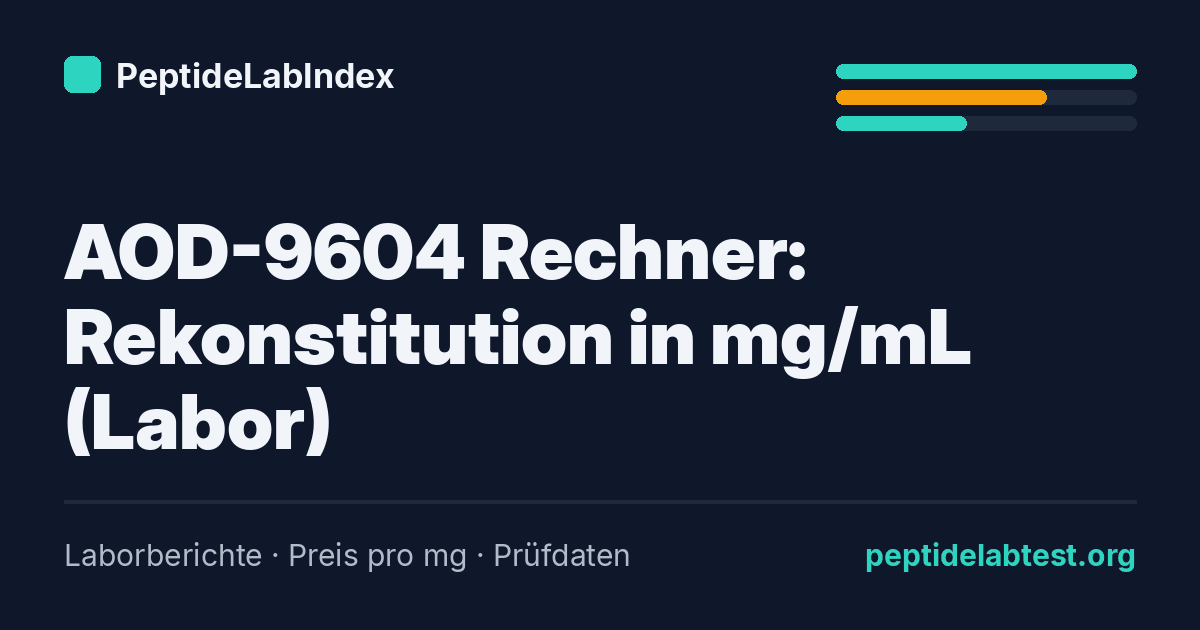 PeptideLabIndex
AOD-9604 Rechner:
Rekonstitution in mg/mL
(Labor)
Laborberichte · Preis pro mg · Prüfdaten
peptidelabtest.org